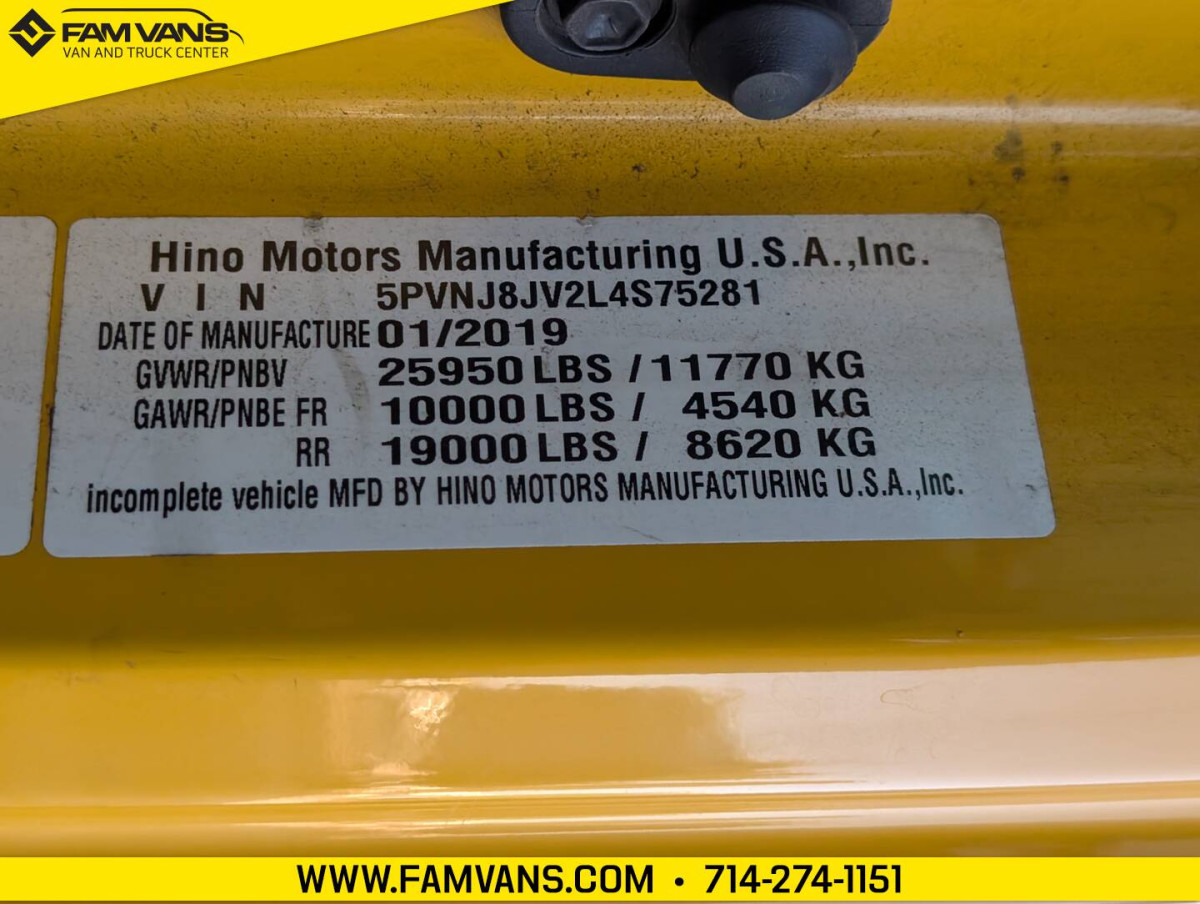 FAM VANS
VAN AND TRUCK CENTER
Hino Motors Manufacturing U.S.A.,Inc.
V I N 5PVNJ8JV2L4S75281
DATE OF MANUFACTURE 01/2019
GVWR/PNBV 25950 LBS / 11770 KG
GAWR/PNBE FR 10000 LBS / 4540 KG
RR 19000 LBS / 8620 KG
incomplete vehicle MFD BY HINO MOTORS MANUFACTURING U.S.A.,Inc.
WWW.FAMVANS.COM • 714-274-1151